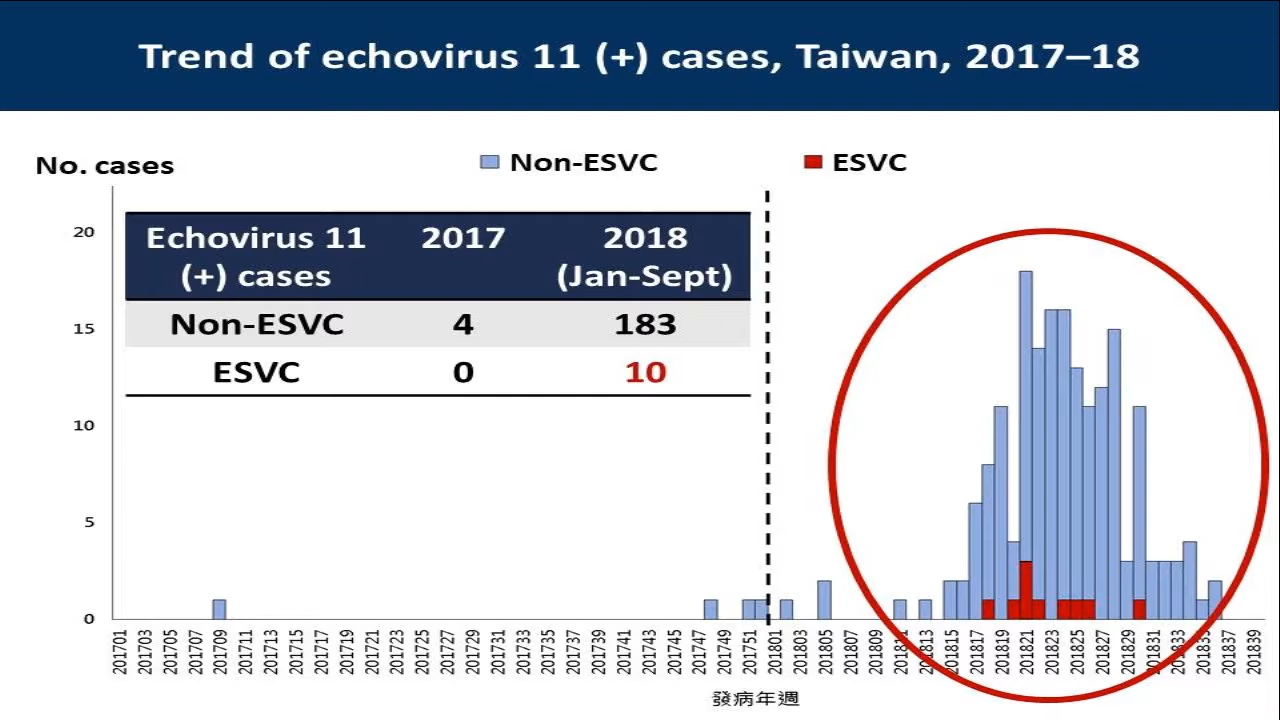 Trend of echovirus 11 (+) cases, Taiwan, 2017–18
No. cases
Non-ESVC
ESVC
Echovirus 11 (+) cases 2017 2018 (Jan-Sept)
Non-ESVC 4 183
ESVC 0 10
20
15
10
5
0
201701 201703 201705 201707 201709 201711 201713 201715 201717 201719 201721 201723 201725 201727 201729 201731 201733 201735 201737 201739 201741 201743 201745 201747 201749 201751 201801 201803 201805 201807 201809 201811 201813 201815 201817 201819 201821 201823 201825 201827 201829 201831 201833 201835 201837 201839
發病年週